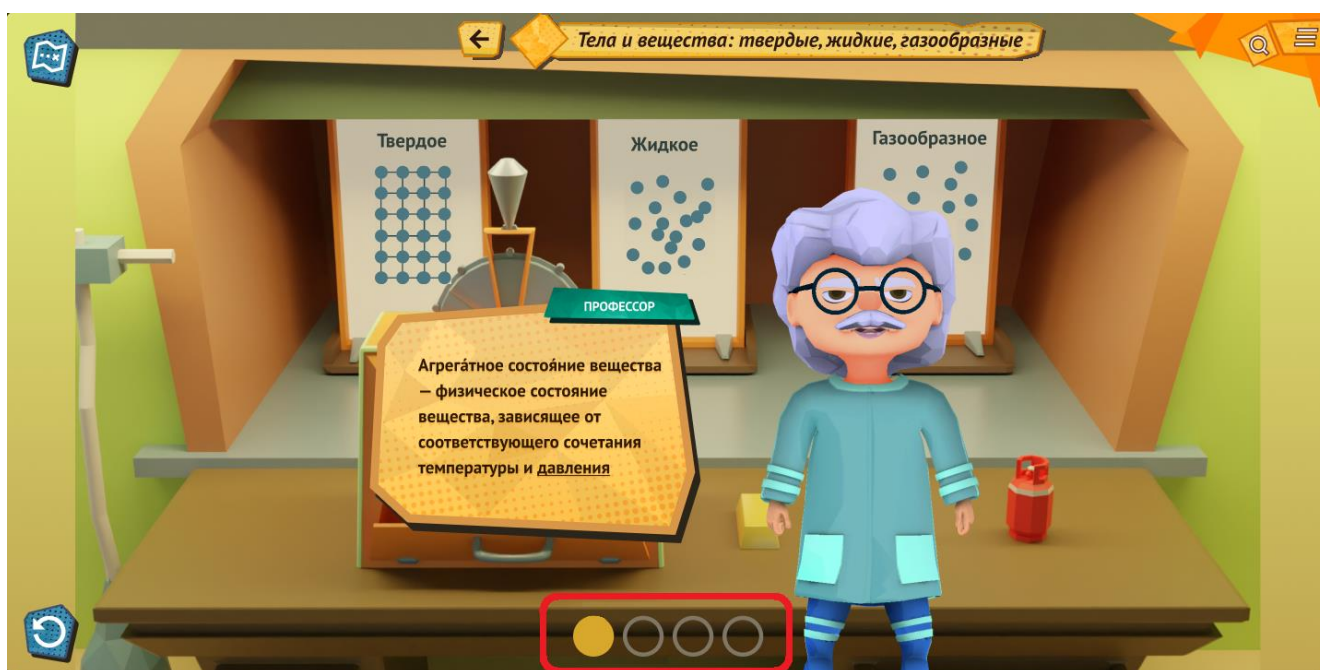 Тела и вещества: твердые, жидкие, газообразные
Твердое
Жидкое
Газообразное
ПРОФЕССОР
Агрега́тное состоя́ние вещества
— физическое состояние
вещества, зависящее от
соответствующего сочетания
температуры и давления